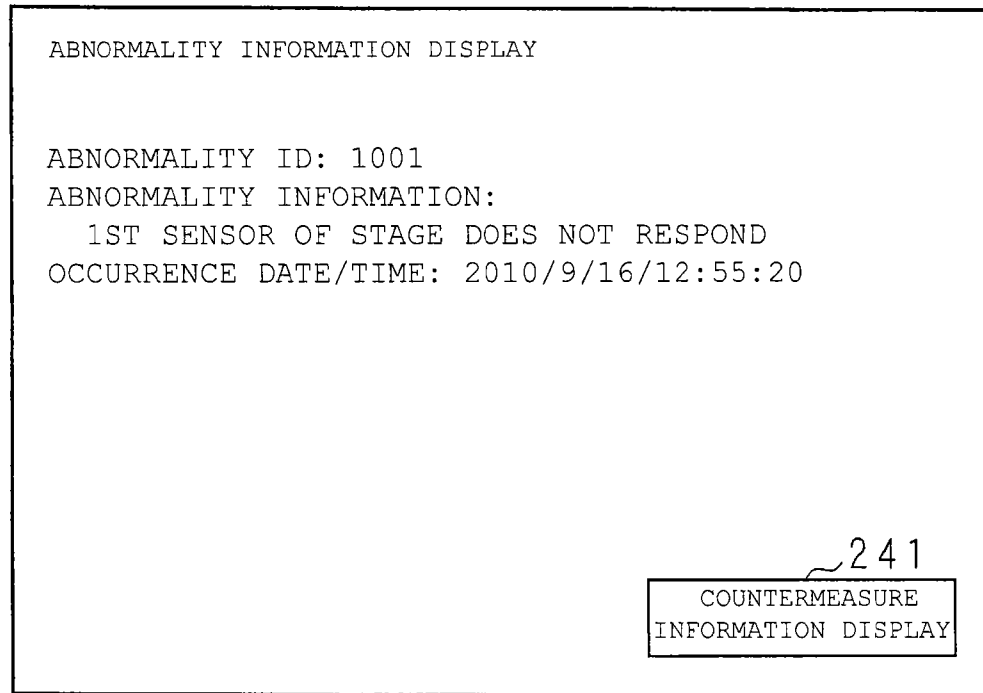 ABNORMALITY INFORMATION DISPLAY
ABNORMALITY ID: 1001
ABNORMALITY INFORMATION:
1ST SENSOR OF STAGE DOES NOT RESPOND
OCCURRENCE DATE/TIME: 2010/9/16/12:55:20
241
COUNTERMEASURE
INFORMATION DISPLAY